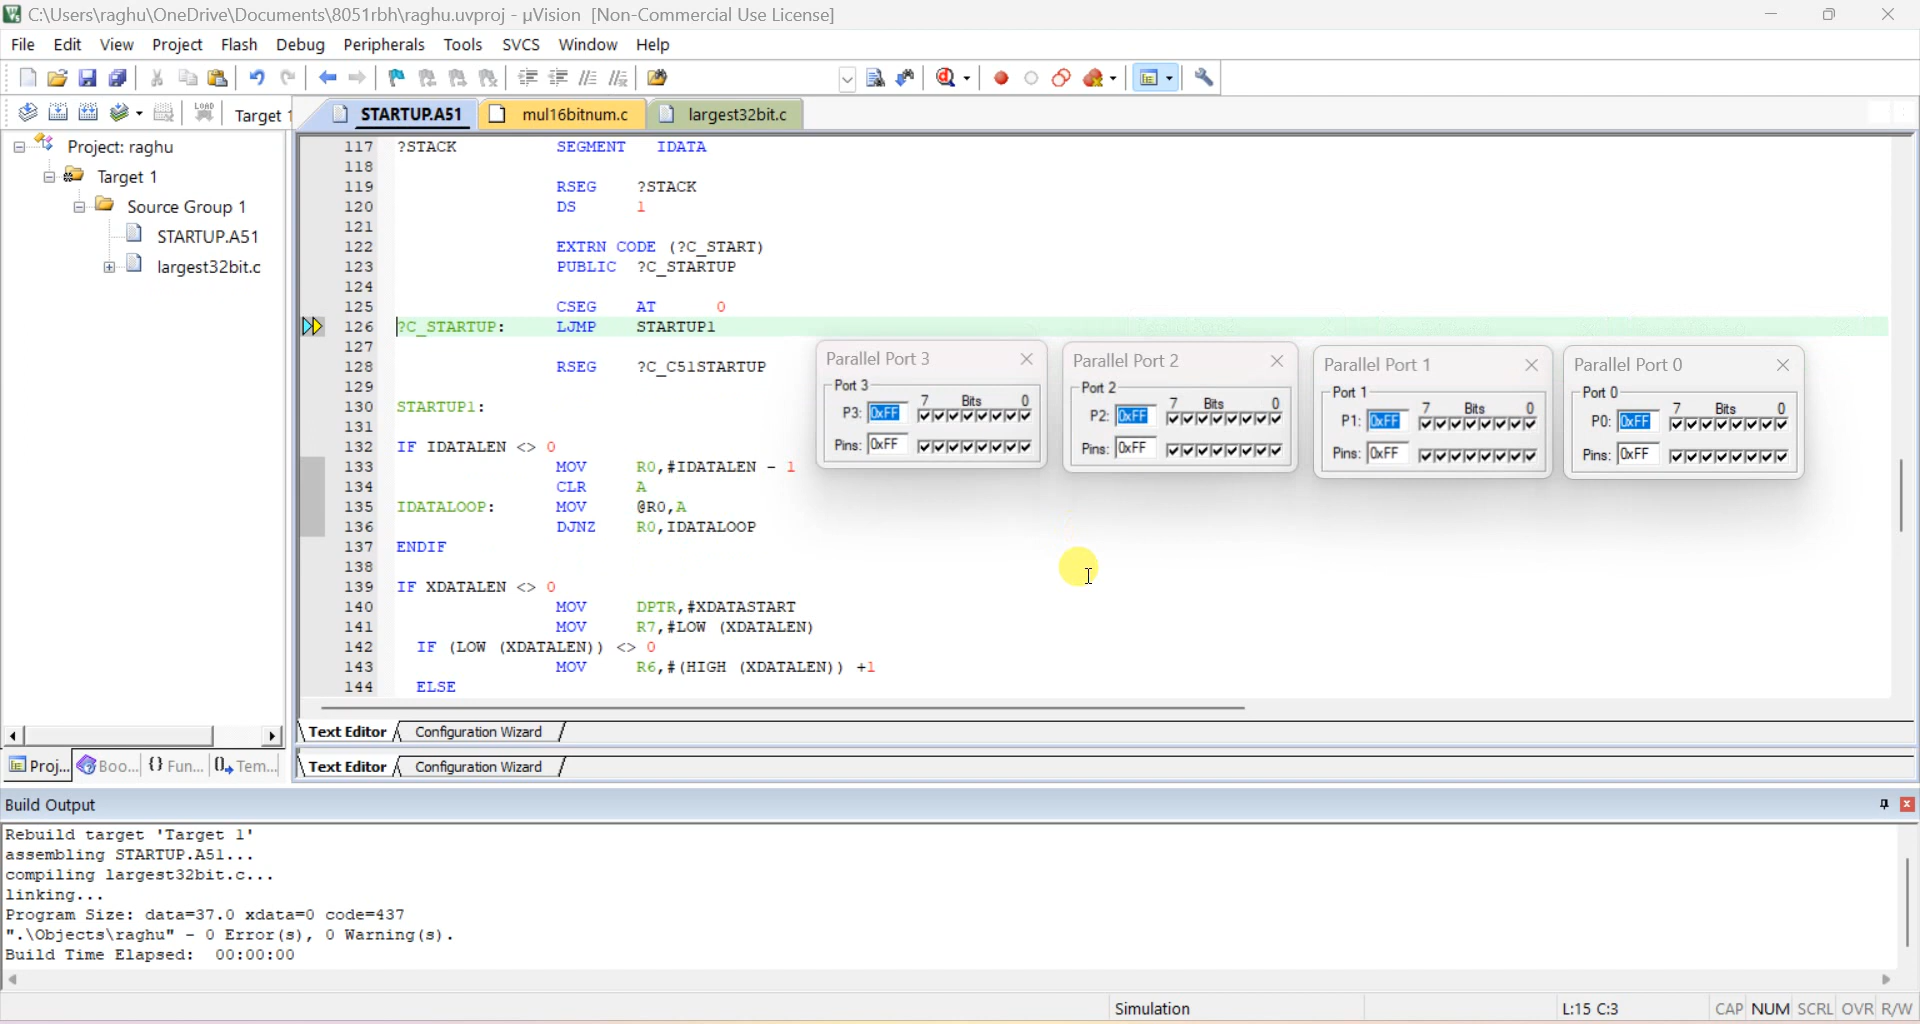 C:\Users\raghu\OneDrive\Documents\8051rbh\raghu.uvproj - µVision [Non-Commercial Use License]
File Edit View Project Flash Debug Peripherals Tools SVCS Window Help
LOAD Target 1 STARTUP.A51 mul16bitnum.c largest32bit.c
Project: raghu
Target 1
Source Group 1
STARTUP.A51
largest32bit.c
117 ?STACK SEGMENT IDATA
118
119 RSEG ?STACK
120 DS 1
121
122 EXTRN CODE (?C_START)
123 PUBLIC ?C_STARTUP
124
125 CSEG AT 0
126 ?C_STARTUP: LJMP STARTUP1
127
128 RSEG ?C_C51STARTUP
129
130 STARTUP1:
131
132 IF IDATALEN <> 0
133 MOV R0,#IDATALEN - 1
134 CLR A
135 IDATALOOP: MOV @R0,A
136 DJNZ R0,IDATALOOP
137 ENDIF
138
139 IF XDATALEN <> 0
140 MOV DPTR,#XDATASTART
141 MOV R7,#LOW (XDATALEN)
142 IF (LOW (XDATALEN)) <> 0
143 MOV R6,#(HIGH (XDATALEN)) +1
144 ELSE
Parallel Port 3
Port 3
7 Bits 0
P3: 0xFF
Pins: 0xFF
Parallel Port 2
Port 2
7 Bits 0
P2: 0xFF
Pins: 0xFF
Parallel Port 1
Port 1
7 Bits 0
P1: 0xFF
Pins: 0xFF
Parallel Port 0
Port 0
7 Bits 0
P0: 0xFF
Pins: 0xFF
Text Editor Configuration Wizard
Proj... Boo... {} Fun... Tem...
Text Editor Configuration Wizard
Build Output
Rebuild target 'Target 1'
assembling STARTUP.A51...
compiling largest32bit.c...
linking...
Program Size: data=37.0 xdata=0 code=437
".\Objects\raghu" - 0 Error(s), 0 Warning(s).
Build Time Elapsed: 00:00:00
Simulation L:15 C:3 CAP NUM SCRL OVR R/W